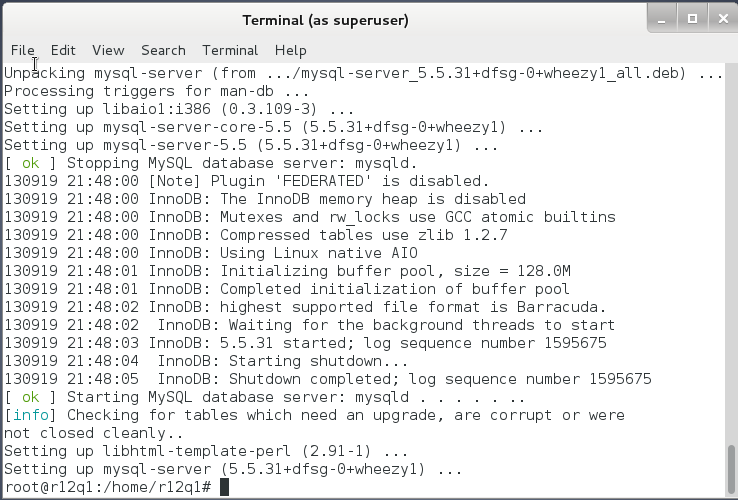 Terminal (as superuser)
File Edit View Search Terminal Help
Unpacking mysql-server (from .../mysql-server_5.5.31+dfsg-0+wheezy1_all.deb) ...
Processing triggers for man-db ...
Setting up libaio1:i386 (0.3.109-3) ...
Setting up mysql-server-core-5.5 (5.5.31+dfsg-0+wheezy1) ...
Setting up mysql-server-5.5 (5.5.31+dfsg-0+wheezy1) ...
[ ok ] Stopping MySQL database server: mysqld.
130919 21:48:00 [Note] Plugin 'FEDERATED' is disabled.
130919 21:48:00 InnoDB: The InnoDB memory heap is disabled
130919 21:48:00 InnoDB: Mutexes and rw_locks use GCC atomic builtins
130919 21:48:00 InnoDB: Compressed tables use zlib 1.2.7
130919 21:48:00 InnoDB: Using Linux native AIO
130919 21:48:01 InnoDB: Initializing buffer pool, size = 128.0M
130919 21:48:01 InnoDB: Completed initialization of buffer pool
130919 21:48:02 InnoDB: highest supported file format is Barracuda.
130919 21:48:02  InnoDB: Waiting for the background threads to start
130919 21:48:03 InnoDB: 5.5.31 started; log sequence number 1595675
130919 21:48:04  InnoDB: Starting shutdown...
130919 21:48:05  InnoDB: Shutdown completed; log sequence number 1595675
[ ok ] Starting MySQL database server: mysqld . . . . . ..
[info] Checking for tables which need an upgrade, are corrupt or were
not closed cleanly..
Setting up libhtml-template-perl (2.91-1) ...
Setting up mysql-server (5.5.31+dfsg-0+wheezy1) ...
root@r12q1:/home/r12q1#